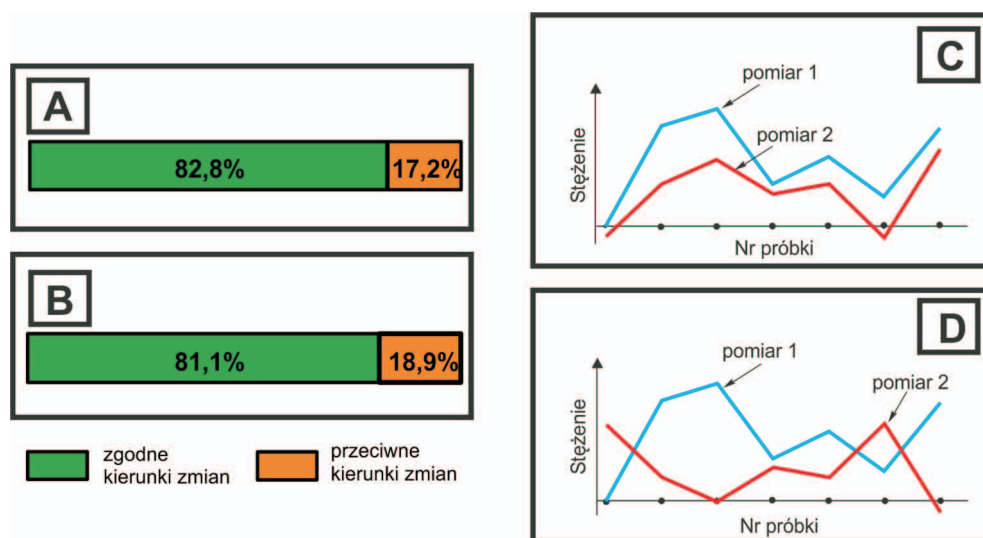 A
82,8%
17,2%
B
81,1%
18,9%
zgodne
kierunki zmian
przeciwne
kierunki zmian
C
pomiar 1
pomiar 2
Stężenie
Nr próbki
D
pomiar 1
pomiar 2
Stężenie
Nr próbki